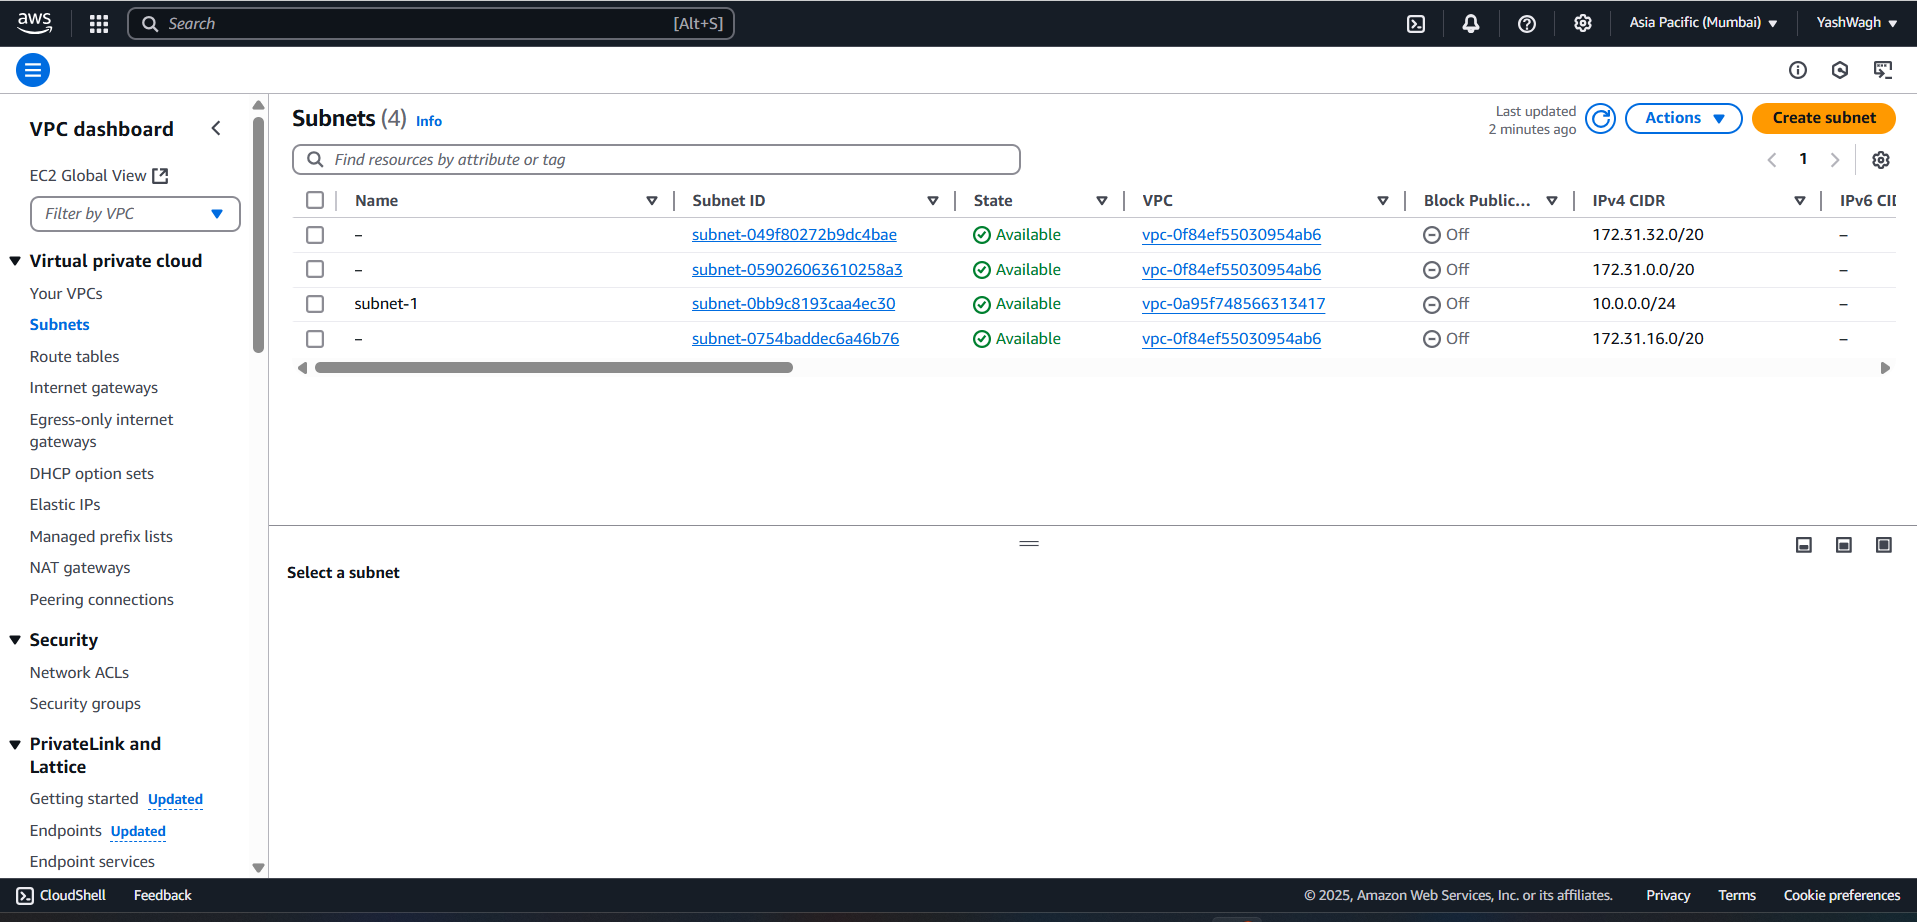 aws Search [Alt+S] Asia Pacific (Mumbai) YashWagh
VPC dashboard
EC2 Global View
Filter by VPC
Virtual private cloud
Your VPCs
Subnets
Route tables
Internet gateways
Egress-only internet
gateways
DHCP option sets
Elastic IPs
Managed prefix lists
NAT gateways
Peering connections
Security
Network ACLs
Security groups
PrivateLink and
Lattice
Getting started Updated
Endpoints Updated
Endpoint services
Subnets (4) Info
Last updated
2 minutes ago
Actions
Create subnet
Find resources by attribute or tag
1
Name Subnet ID State VPC Block Public... IPv4 CIDR IPv6 CI
– subnet-049f80272b9dc4bae Available vpc-0f84ef55030954ab6 Off 172.31.32.0/20 –
– subnet-059026063610258a3 Available vpc-0f84ef55030954ab6 Off 172.31.0.0/20 –
subnet-1 subnet-0bb9c8193caa4ec30 Available vpc-0a95f748566313417 Off 10.0.0.0/24 –
– subnet-0754baddec6a46b76 Available vpc-0f84ef55030954ab6 Off 172.31.16.0/20 –
Select a subnet
CloudShell Feedback © 2025, Amazon Web Services, Inc. or its affiliates. Privacy Terms Cookie preferences